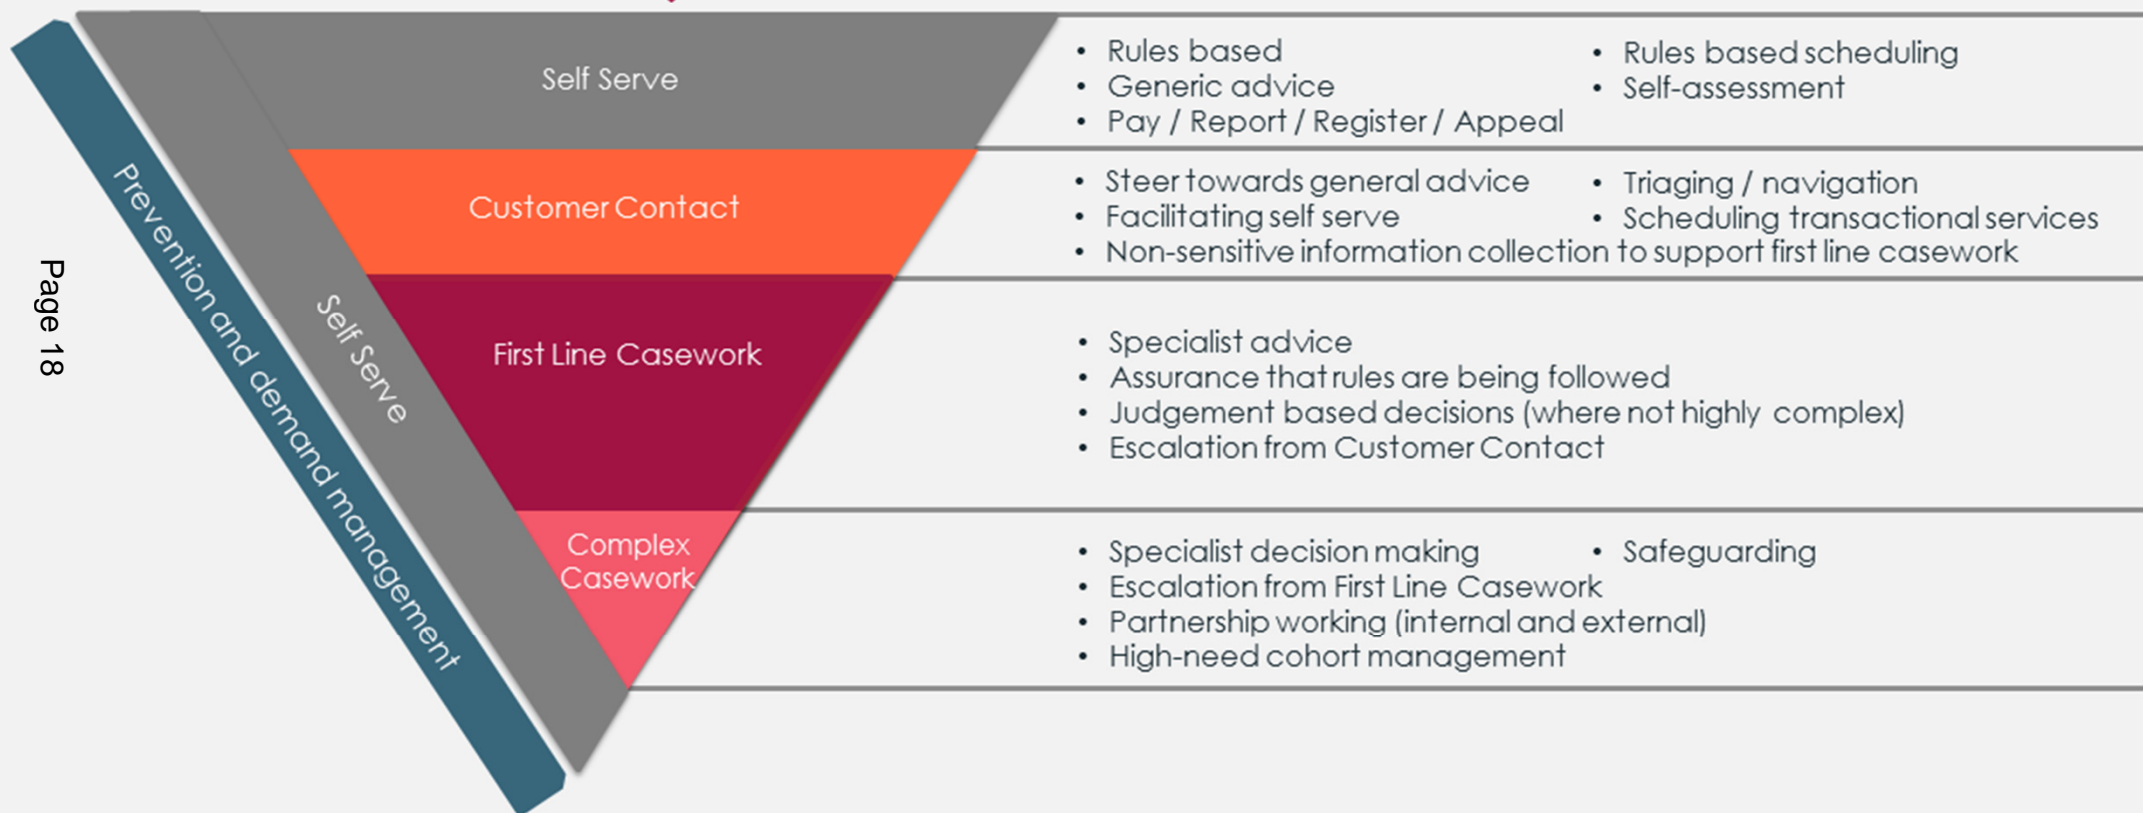 Page 18
Prevention and demand management
Self Serve
Self Serve
• Rules based
• Generic advice
• Pay / Report / Register / Appeal
• Rules based scheduling
• Self-assessment
Customer Contact
• Steer towards general advice
• Facilitating self serve
• Non-sensitive information collection to support first line casework
• Triaging / navigation
• Scheduling transactional services
First Line Casework
• Specialist advice
• Assurance that rules are being followed
• Judgement based decisions (where not highly complex)
• Escalation from Customer Contact
Complex
Casework
• Specialist decision making
• Escalation from First Line Casework
• Partnership working (internal and external)
• High-need cohort management
• Safeguarding